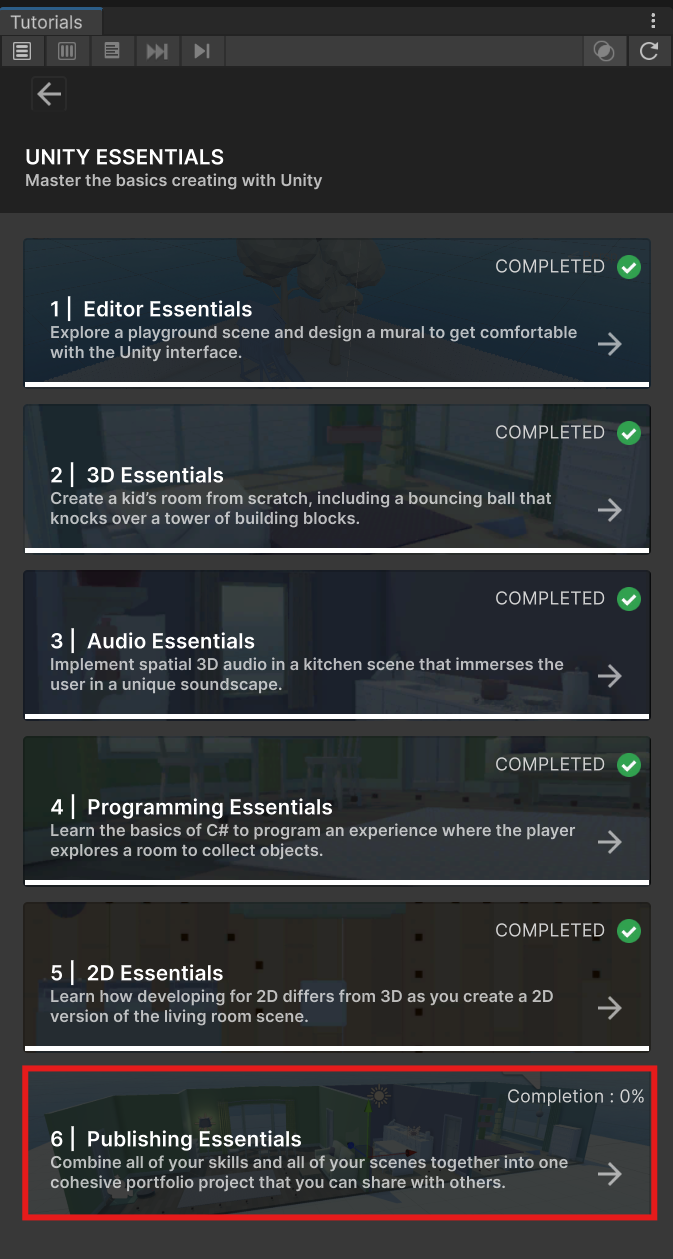 Tutorials
UNITY ESSENTIALS
Master the basics creating with Unity
COMPLETED
1 | Editor Essentials
Explore a playground scene and design a mural to get comfortable
with the Unity interface.
COMPLETED
2 | 3D Essentials
Create a kid’s room from scratch, including a bouncing ball that
knocks over a tower of building blocks.
COMPLETED
3 | Audio Essentials
Implement spatial 3D audio in a kitchen scene that immerses the
user in a unique soundscape.
COMPLETED
4 | Programming Essentials
Learn the basics of C# to program an experience where the player
explores a room to collect objects.
COMPLETED
5 | 2D Essentials
Learn how developing for 2D differs from 3D as you create a 2D
version of the living room scene.
Completion : 0%
6 | Publishing Essentials
Combine all of your skills and all of your scenes together into one
cohesive portfolio project that you can share with others.